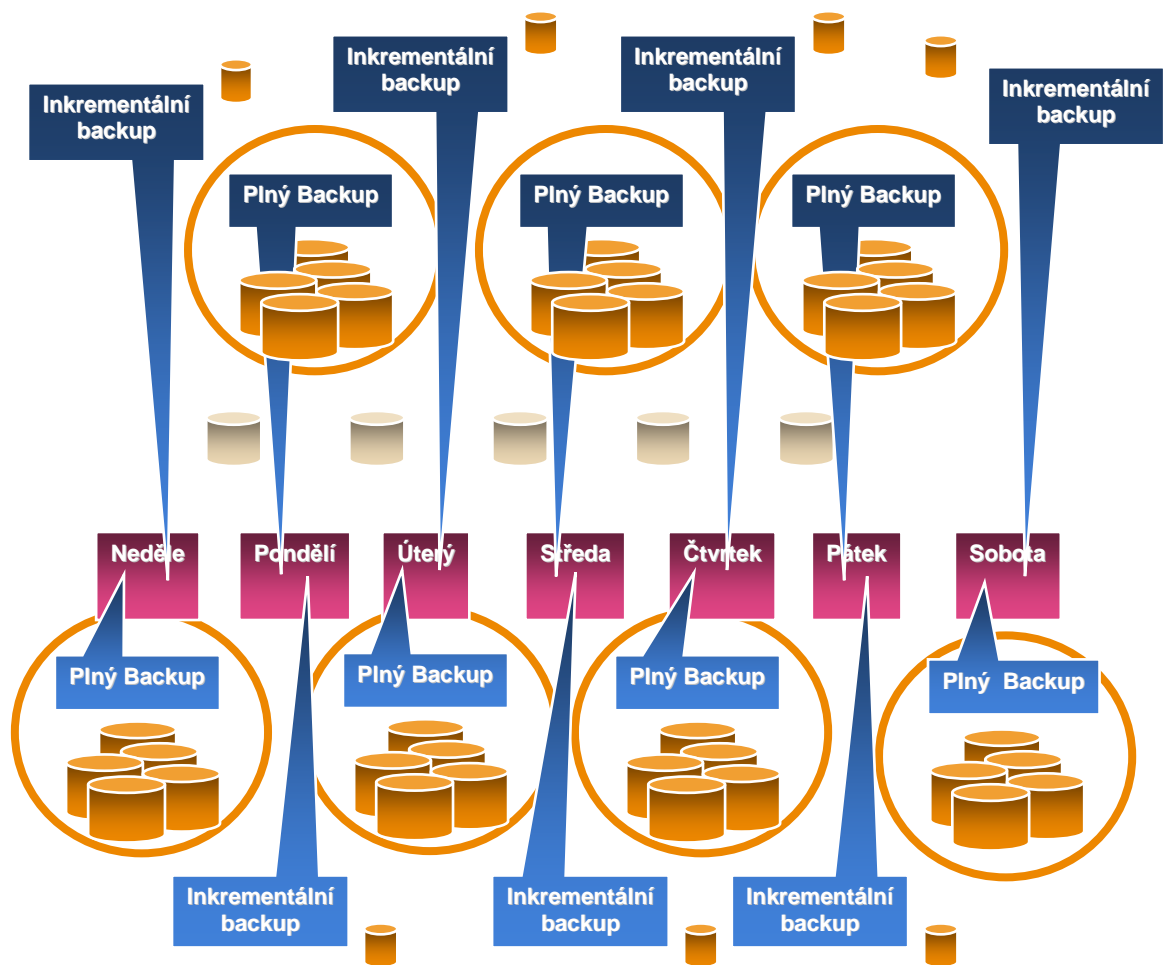 Inkrementální
backup
Inkrementální
backup
Inkrementální
backup
Inkrementální
backup
Plný Backup
Plný Backup
Plný Backup
Neděle
Pondělí
Úterý
Středa
Čtvrtek
Pátek
Sobota
Plný Backup
Plný Backup
Plný Backup
Plný Backup
Inkrementální
backup
Inkrementální
backup
Inkrementální
backup